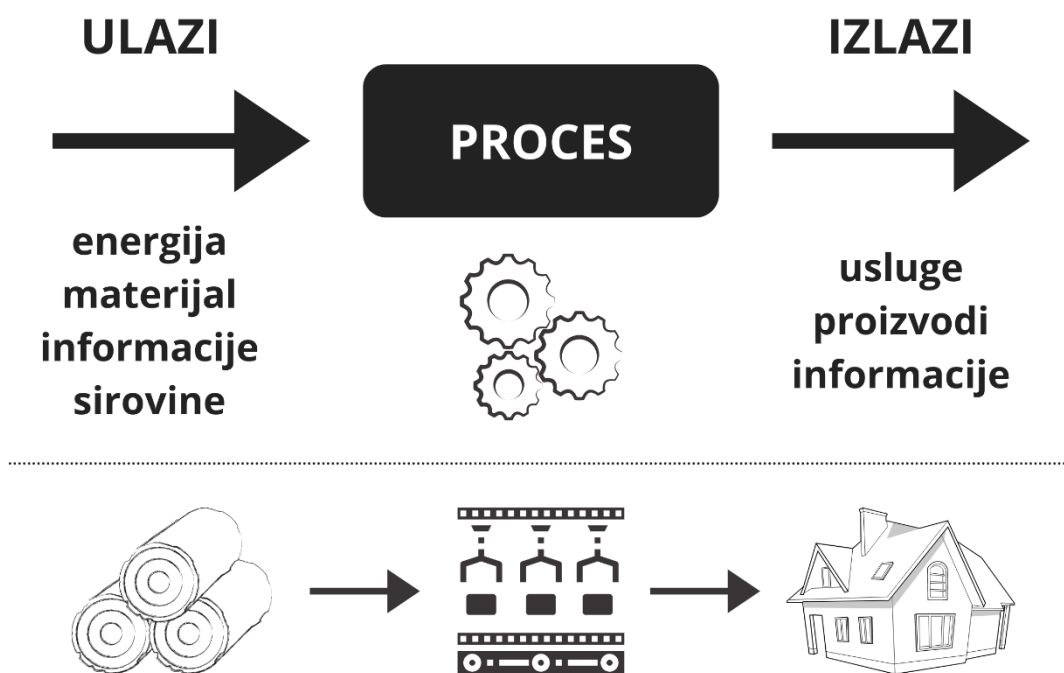 ULAZI
PROCES
IZLAZI
energija
materijal
informacije
sirovine
usluge
proizvodi
informacije